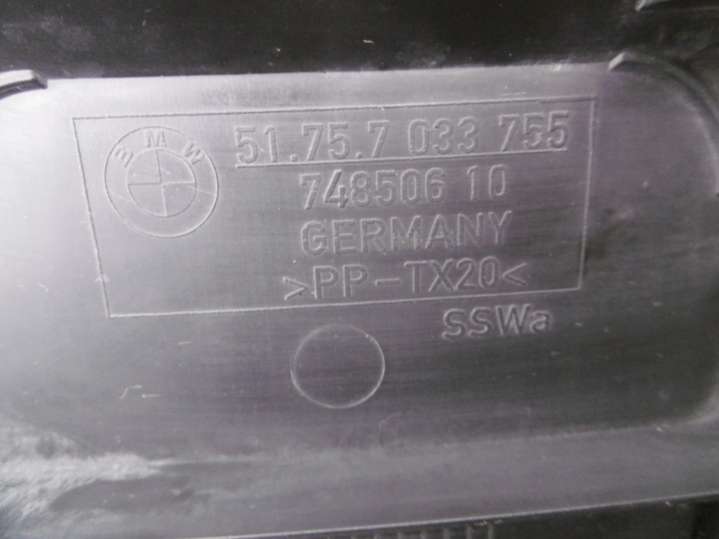 BMW
51.75.7 033 755
748506 10
GERMANY
>PP-TX20<
SSWa